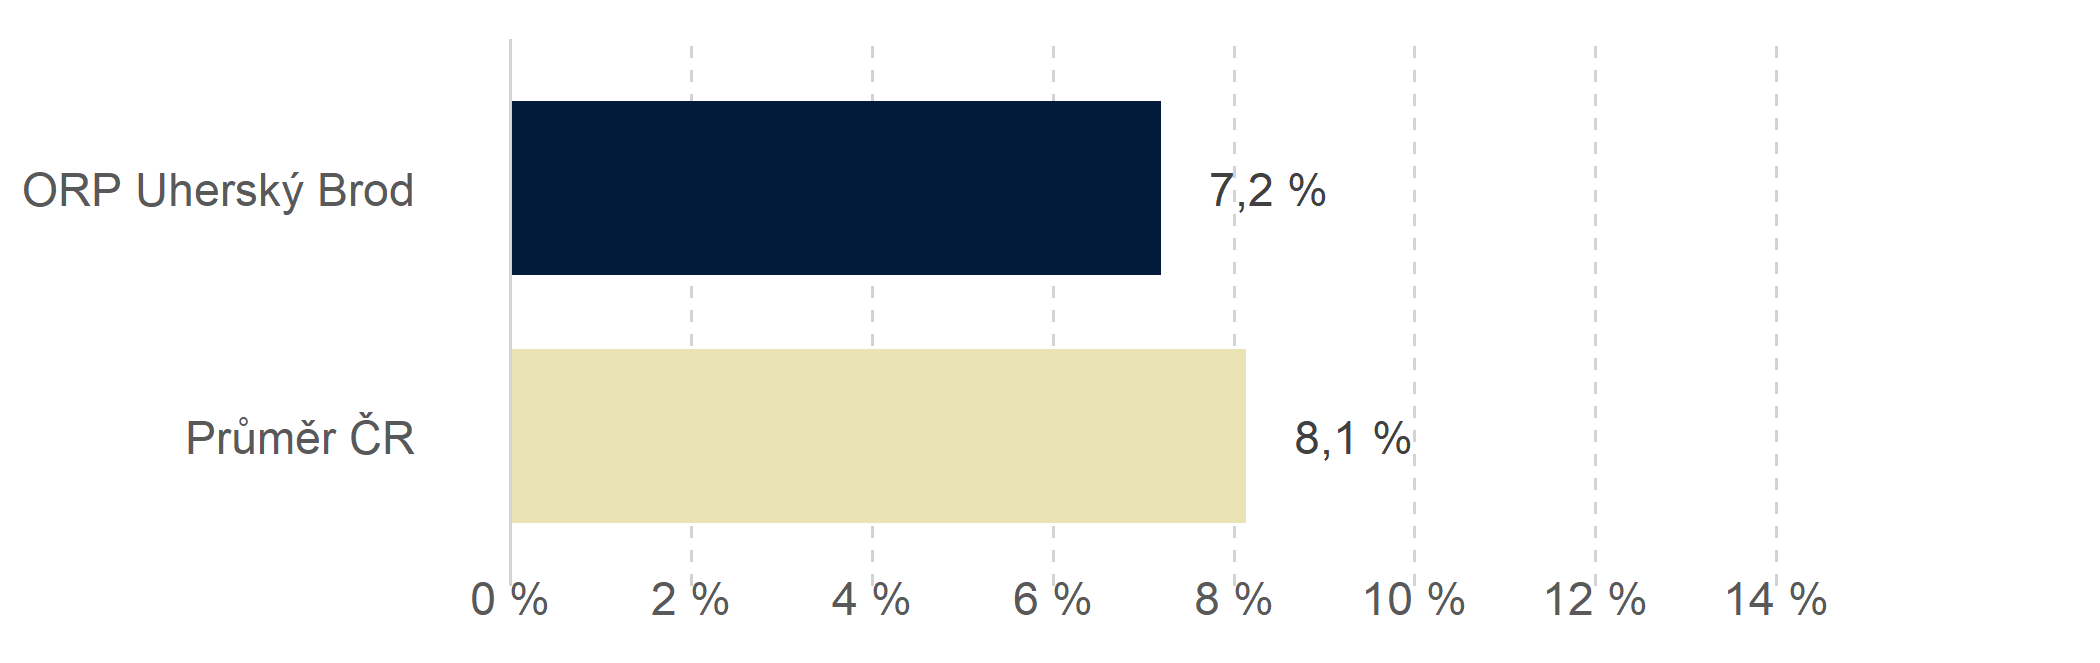 ORP Uherský Brod
7,2 %
Průměr ČR
8,1 %
0 % 2 % 4 % 6 % 8 % 10 % 12 % 14 %